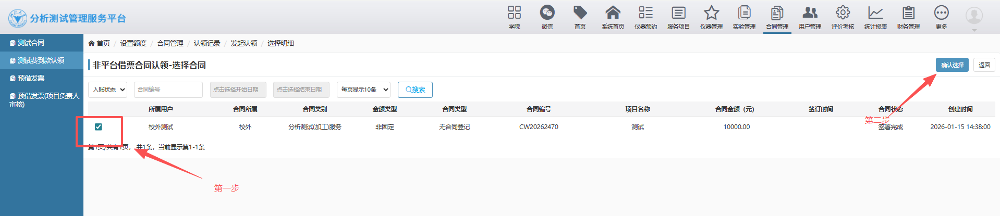 分析测试管理服务平台
学院 微信 首页 系统首页 仪器预约 服务项目 仪器管理 实验管理 合同管理 用户管理 评价考核 统计报表 财务管理 更多
测试合同
测试费到款认领
预借发票
预借发票(项目负责人
审核)
首页 / 设置额度 / 合同管理 / 认领记录 / 发起认领 / 选择明细
非平台借票合同认领-选择合同
确认选择 返回
入账状态 合同编号 点击选择开始日期 点击选择结束日期 每页显示10条 搜索
所属用户 合同所属 合同类别 金额类型 合同类型 合同编号 项目名称 合同金额（元） 签订时间 合同状态 创建时间
第二步
校外测试 校外 分析测试(加工)服务 非固定 无合同登记 CW20262470 测试 10000.00 签署完成 2026-01-15 14:38:00
第1页/共有1页， 共1条，当前显示第1-1条
第一步